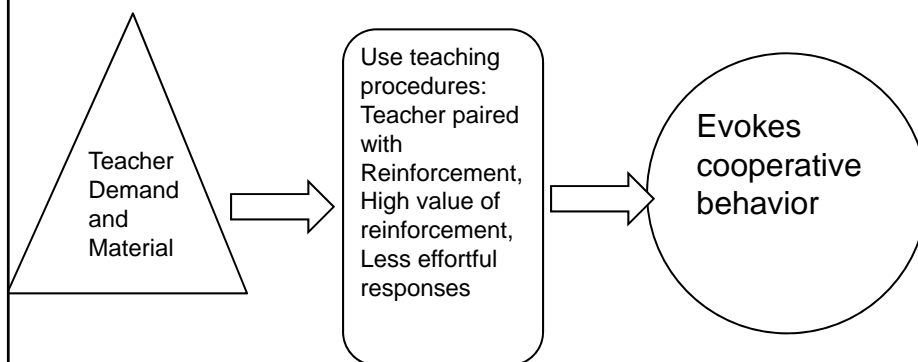 Teacher
Demand
and
Material
Use teaching
procedures:
Teacher paired
with
Reinforcement,
High value of
reinforcement,
Less effortful
responses
Evokes
cooperative
behavior